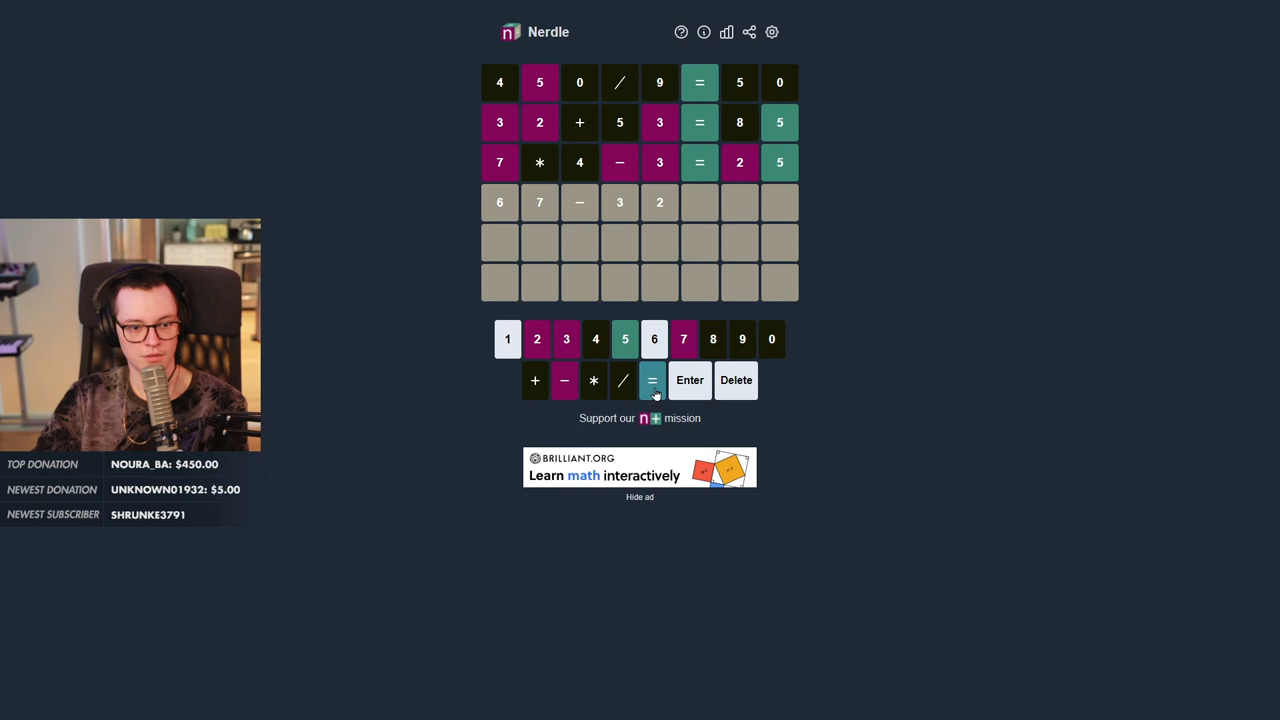 n Nerdle
4 5 0 / 9 = 5 0
3 2 + 5 3 = 8 5
7 * 4 − 3 = 2 5
6 7 − 3 2
1 2 3 4 5 6 7 8 9 0
+ − * / = Enter Delete
Support our n+ mission
BRILLIANT.ORG
Learn math interactively
Hide ad
TOP DONATION NOURA_BA: $450.00
NEWEST DONATION UNKNOWN01932: $5.00
NEWEST SUBSCRIBER SHRUNKE3791